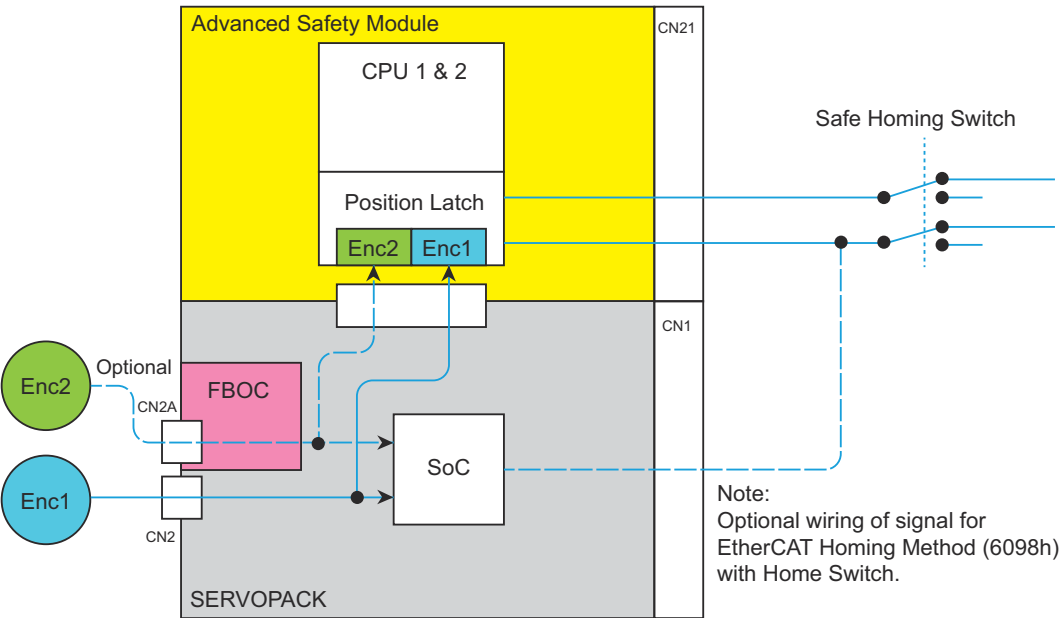 Advanced Safety Module
CN21
CPU 1 & 2
Safe Homing Switch
Position Latch
Enc2
Enc1
CN1
Enc2
Optional
CN2A
FBOC
Enc1
SoC
CN2
Note:
Optional wiring of signal for
EtherCAT Homing Method (6098h)
with Home Switch.
SERVOPACK